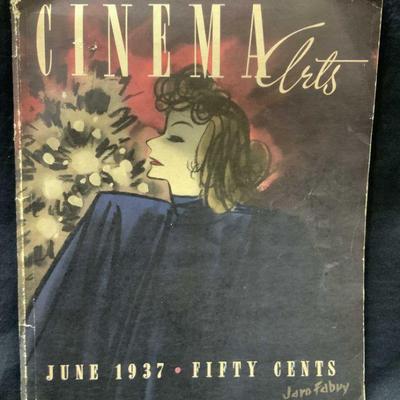 CINEMA
Arts
JUNE 1937 • FIFTY CENTS
Jaro Fabry